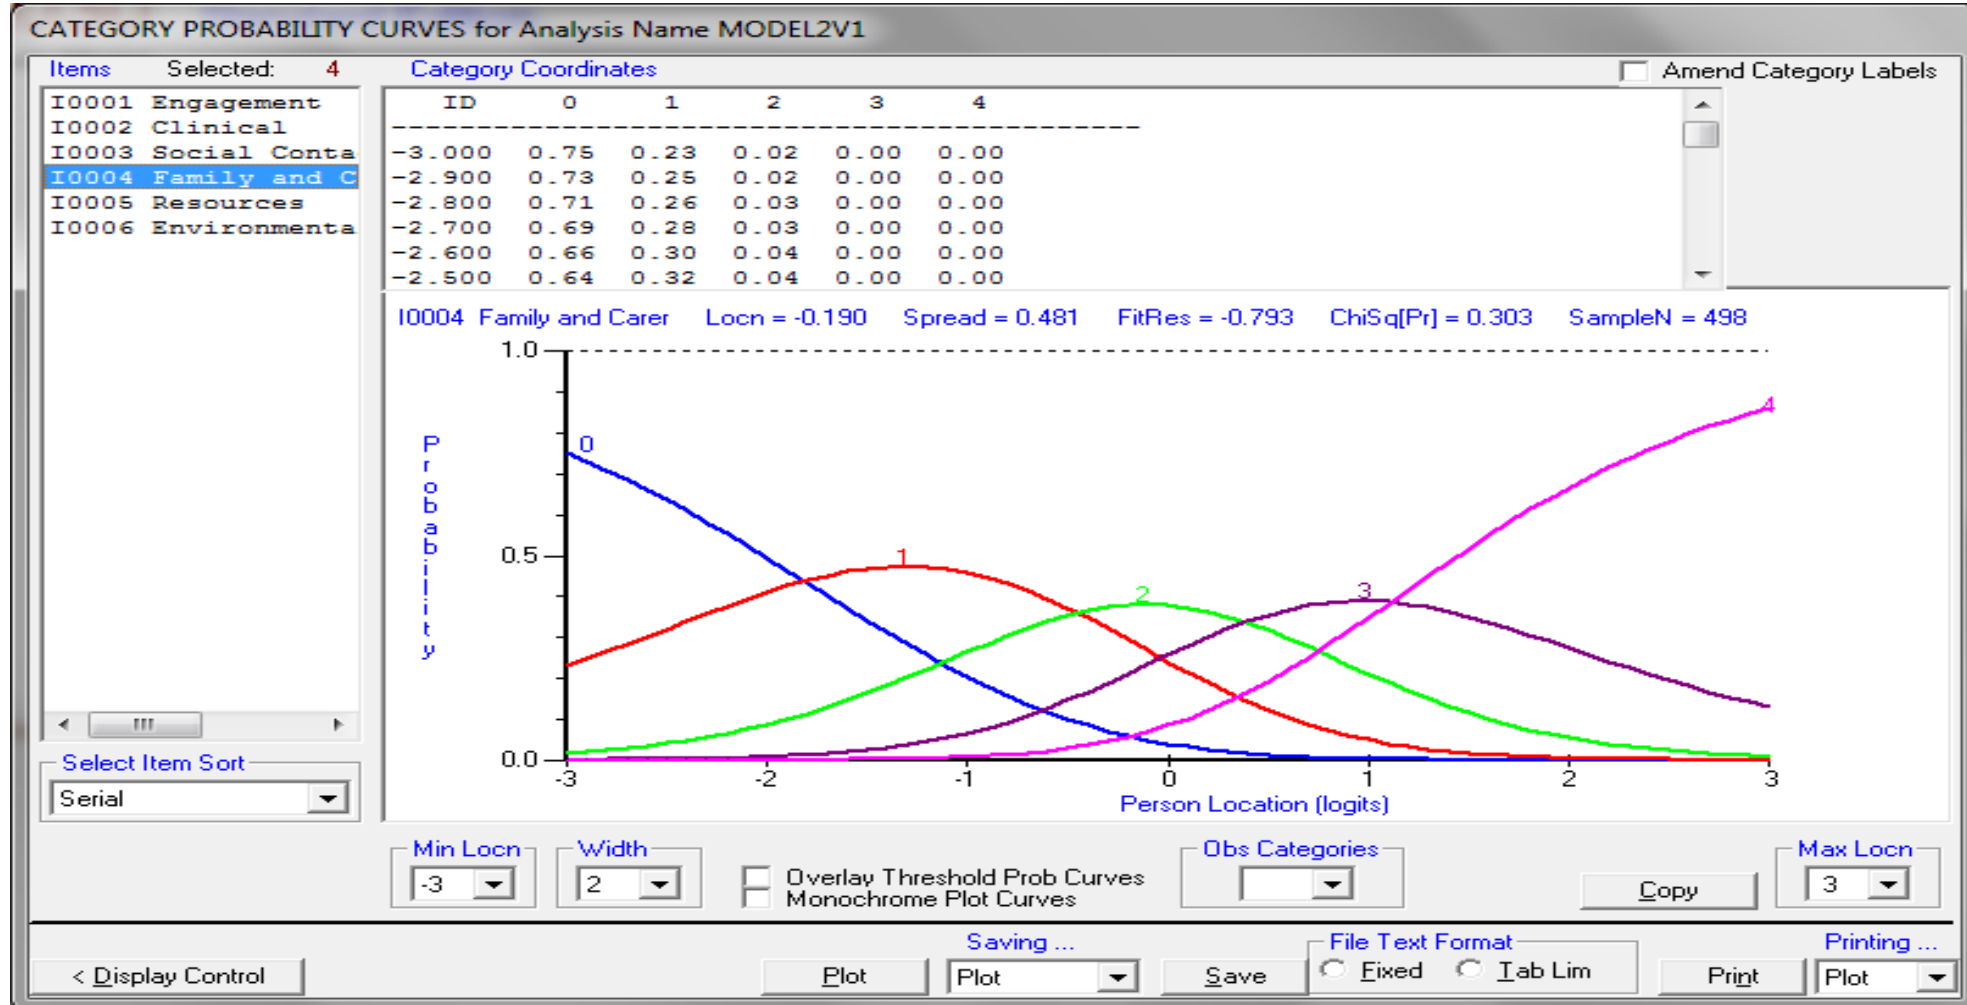 CATEGORY PROBABILITY CURVES for Analysis Name MODEL2V1
Items Selected: 4 Category Coordinates
Amend Category Labels
I0001 Engagement
I0002 Clinical
I0003 Social Conta
I0004 Family and C
I0005 Resources
I0006 Environmenta
ID 0 1 2 3 4
--------------------------------------------
-3.000 0.75 0.23 0.02 0.00 0.00
-2.900 0.73 0.25 0.02 0.00 0.00
-2.800 0.71 0.26 0.03 0.00 0.00
-2.700 0.69 0.28 0.03 0.00 0.00
-2.600 0.66 0.30 0.04 0.00 0.00
-2.500 0.64 0.32 0.04 0.00 0.00
I0004 Family and Carer Locn = -0.190 Spread = 0.481 FitRes = -0.793 ChiSq[Pr] = 0.303 SampleN = 498
1.0
0.5
0.0
Probability
0
1
2
3
4
-3 -2 -1 0 1 2 3
Person Location (logits)
Select Item Sort
Serial
Min Locn
-3
Width
2
Overlay Threshold Prob Curves
Monochrome Plot Curves
Obs Categories
Copy
Max Locn
3
< Display Control
Plot
Saving ...
Plot
Save
File Text Format
Fixed Tab Lim
Print
Printing ...
Plot